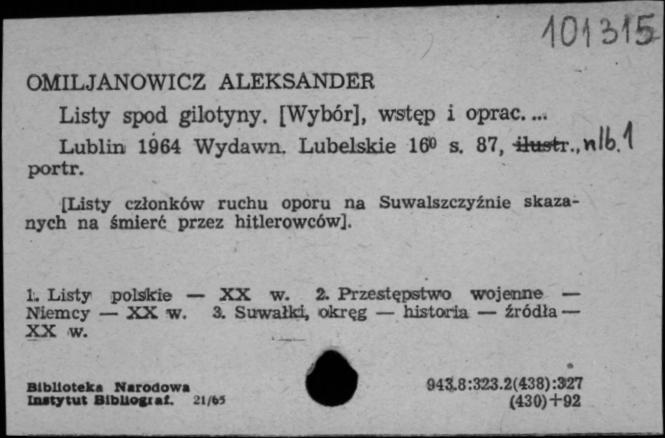 101315
OMILJANOWICZ ALEKSANDER
Listy spod gilotyny. [Wybór], wstęp i oprac. ...
Lublin 1964 Wydawn. Lubelskie 16⁰ s. 87, ilustr., nlb. 1
portr.
[Listy członków ruchu oporu na Suwalszczyźnie skaza-
nych na śmierć przez hitlerowców].
1. Listy polskie — XX w. 2. Przestępstwo wojenne —
Niemcy — XX w. 3. Suwałki, okręg — historia — źródła —
XX w.
Biblioteka Narodowa
Instytut Bibliograf. 21/65
943.8:323.2(438):327
(430)+92